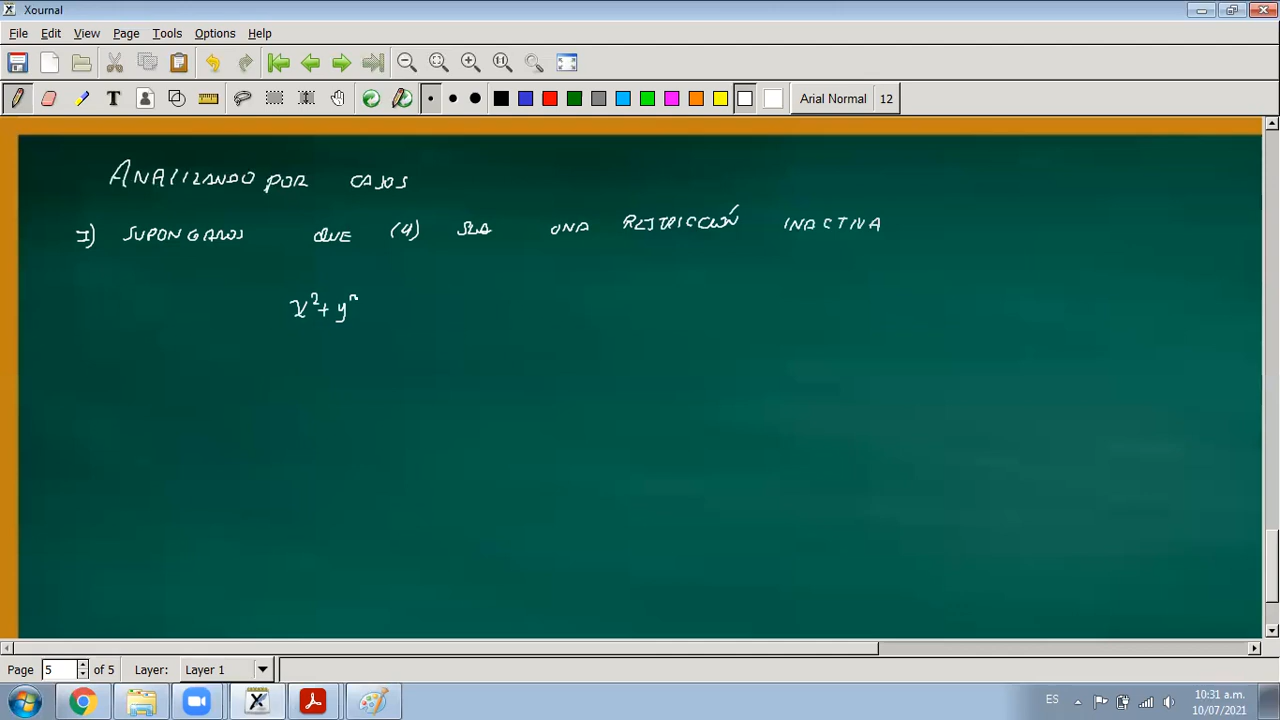 Xournal
File Edit View Page Tools Options Help
Arial Normal 12
ANALIZANDO POR CASOS
I) SUPONGAMOS QUE (4) SEA UNA RESTRICCIÓN INACTIVA
x² + y²
Page 5 of 5 Layer: Layer 1
ES 10:31 a.m.
10/07/2021